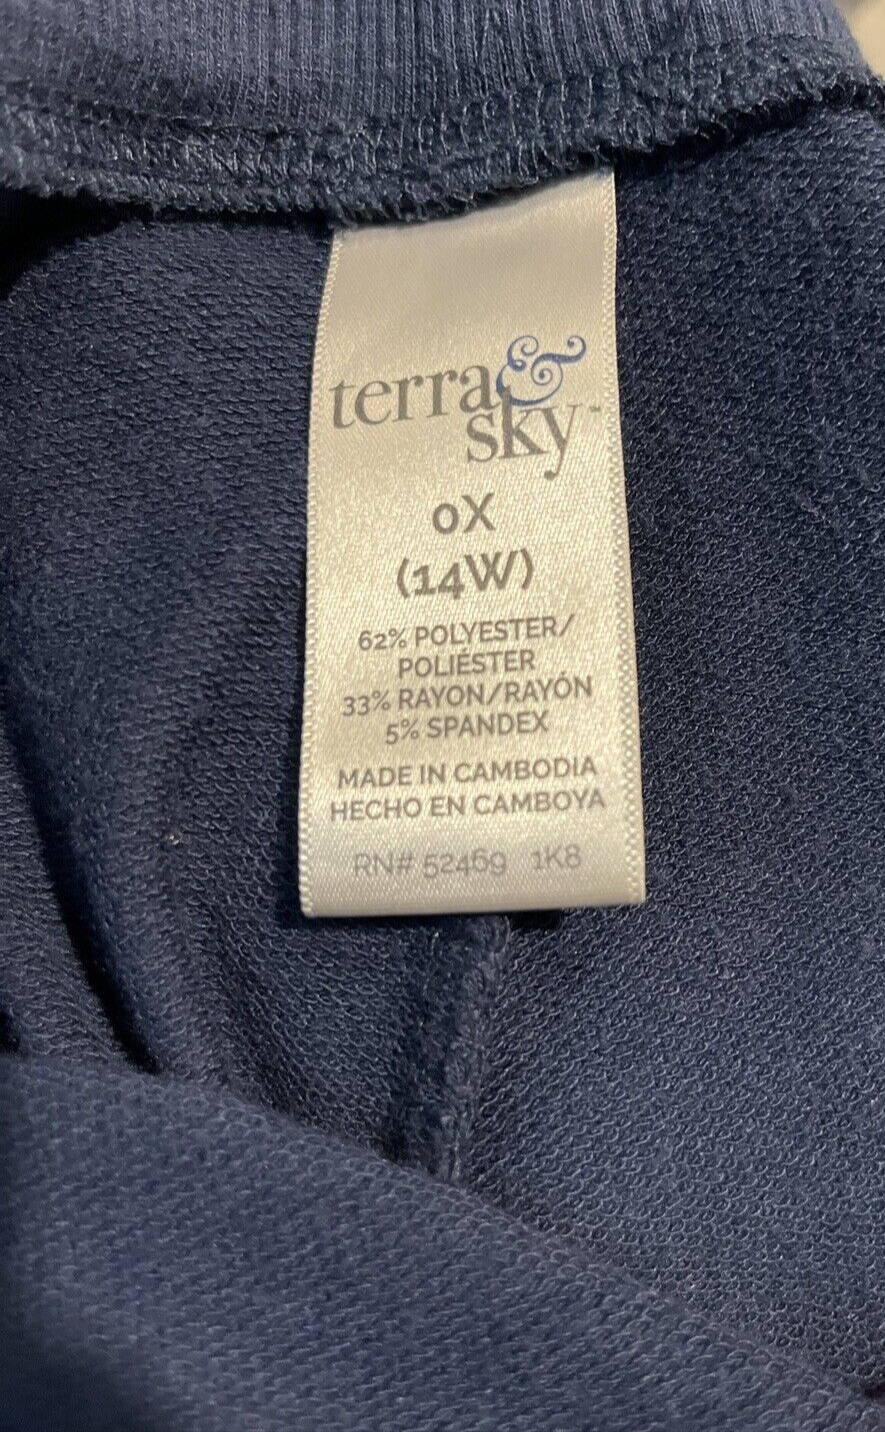 terra &
sky™
0X
(14W)
62% POLYESTER/
POLIÉSTER
33% RAYON/RAYÓN
5% SPANDEX
MADE IN CAMBODIA
HECHO EN CAMBOYA
RN# 52469 1K8